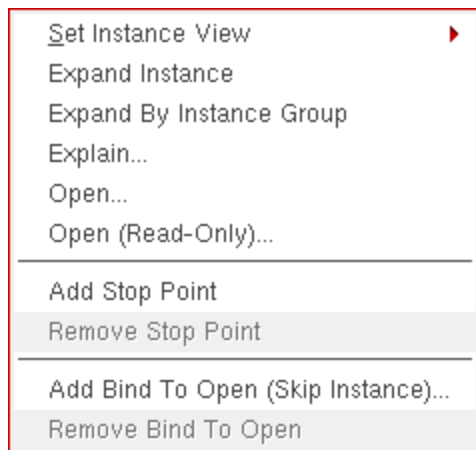 Set Instance View
Expand Instance
Expand By Instance Group
Explain...
Open...
Open (Read-Only)...
Add Stop Point
Remove Stop Point
Add Bind To Open (Skip Instance)...
Remove Bind To Open